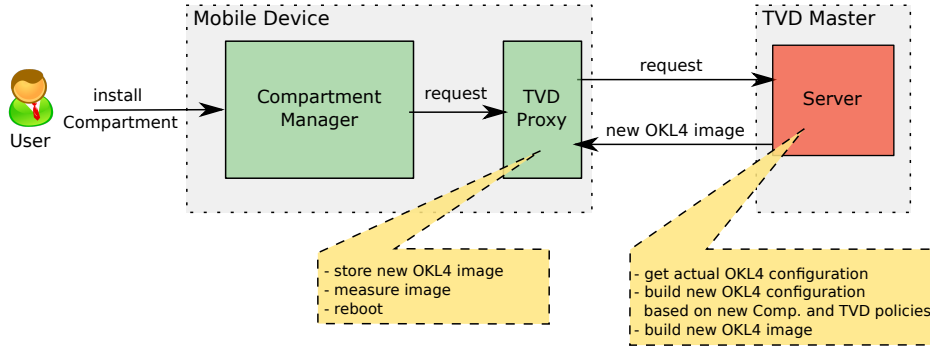 Mobile Device
TVD Master
install
Compartment
User
Compartment
Manager
request
TVD
Proxy
request
new OKL4 image
Server
- store new OKL4 image
- measure image
- reboot
- get actual OKL4 configuration
- build new OKL4 configuration
based on new Comp. and TVD policies
- build new OKL4 image